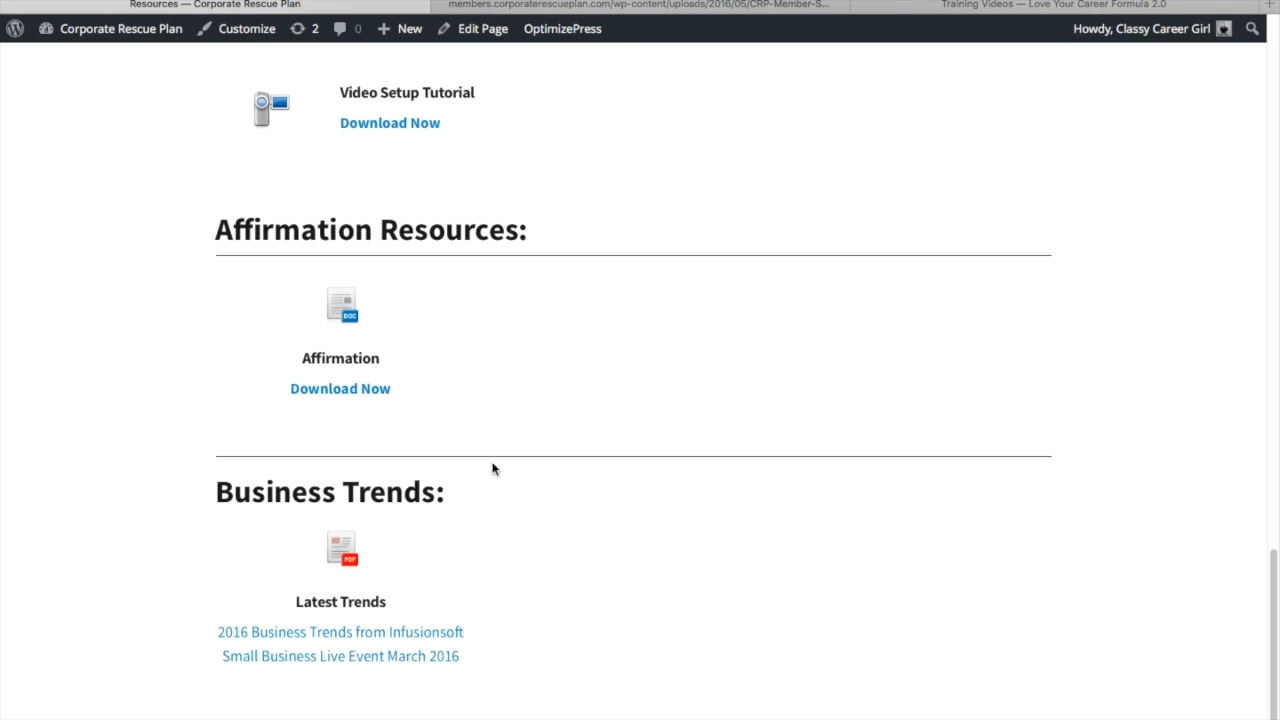 Resources — Corporate Rescue Plan
members.corporaterescueplan.com/wp-content/uploads/2016/05/CRP-Member-S...
Training Videos — Love Your Career Formula 2.0
Corporate Rescue Plan Customize 2 0 New Edit Page OptimizePress Howdy, Classy Career Girl
Video Setup Tutorial
Download Now
Affirmation Resources:
DOC
Affirmation
Download Now
Business Trends:
PDF
Latest Trends
2016 Business Trends from Infusionsoft
Small Business Live Event March 2016